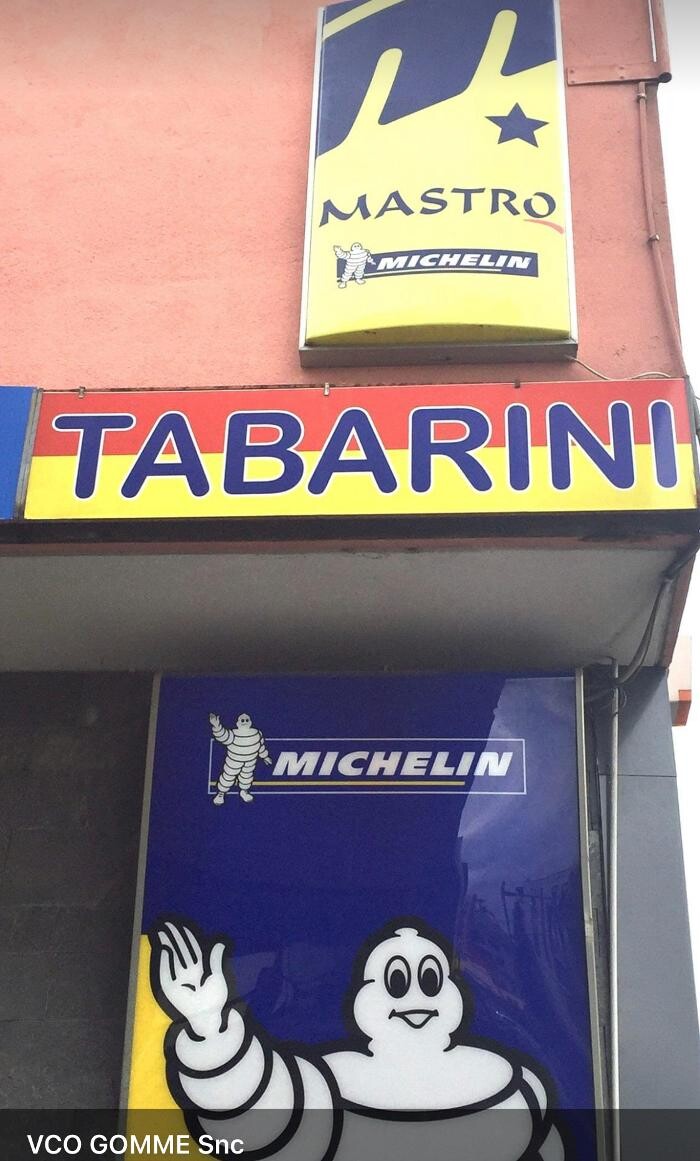 MASTRO
MICHELIN
TABARINI
MICHELIN
VCO GOMME Snc